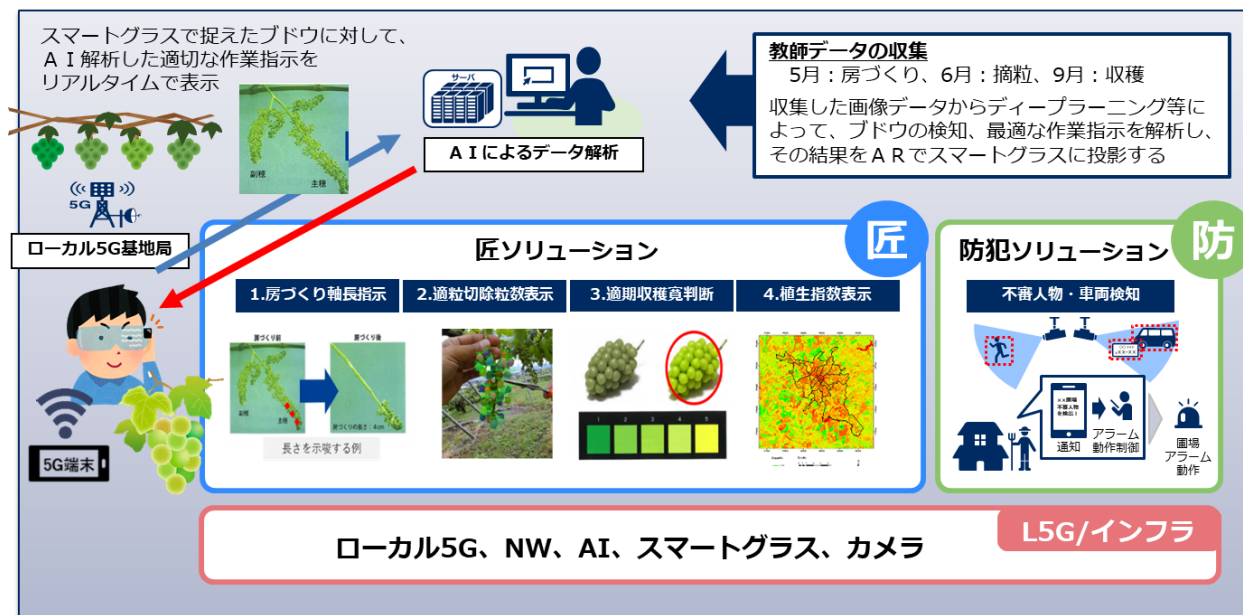 スマートグラスで捉えたブドウに対して、
ＡＩ解析した適切な作業指示を
リアルタイムで表示
サーバ
ＡＩによるデータ解析
教師データの収集
5月：房づくり、6月：摘粒、9月：収穫
収集した画像データからディープラーニング等に
よって、ブドウの検知、最適な作業指示を解析し、
その結果をＡＲでスマートグラスに投影する
副穂
主穂
5G
ローカル5G基地局
5G端末
匠ソリューション
匠
1.房づくり軸長指示
房づくり前
房づくり後
副穂
主穂
房づくりの長さ：4cm
長さを示唆する例
2.適粒切除粒数表示
3.適期収穫寛判断
1
2
3
4
5
4.植生指数表示
防犯ソリューション
防
不審人物・車両検知
××圃場
不審人物
を検出！
通知
アラーム
動作制御
圃場
アラーム
動作
L5G/インフラ
ローカル5G、NW、AI、スマートグラス、カメラ